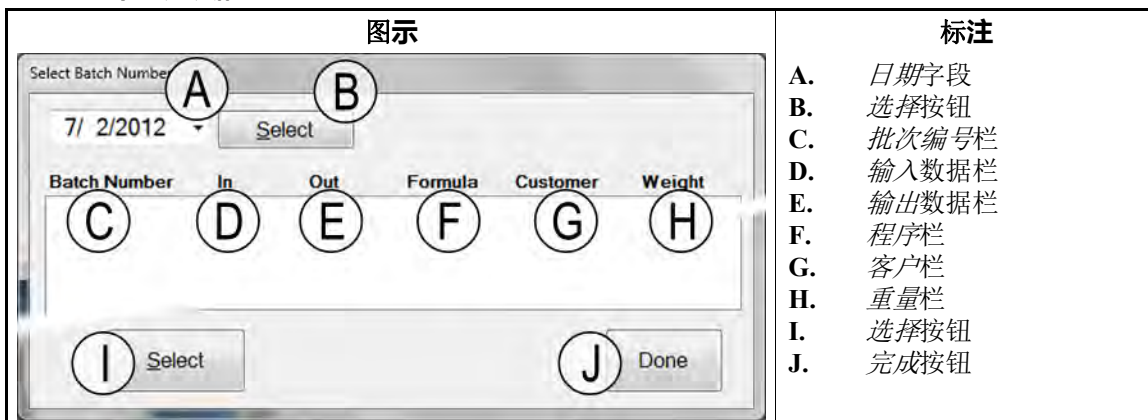 图示
标注
Select Batch Number
A
B
7/ 2/2012
Select
Batch Number In Out Formula Customer Weight
C D E F G H
I Select
J Done
A. 日期字段
B. 选择按钮
C. 批次编号栏
D. 输入数据栏
E. 输出数据栏
F. 程序栏
G. 客户栏
H. 重量栏
I. 选择按钮
J. 完成按钮